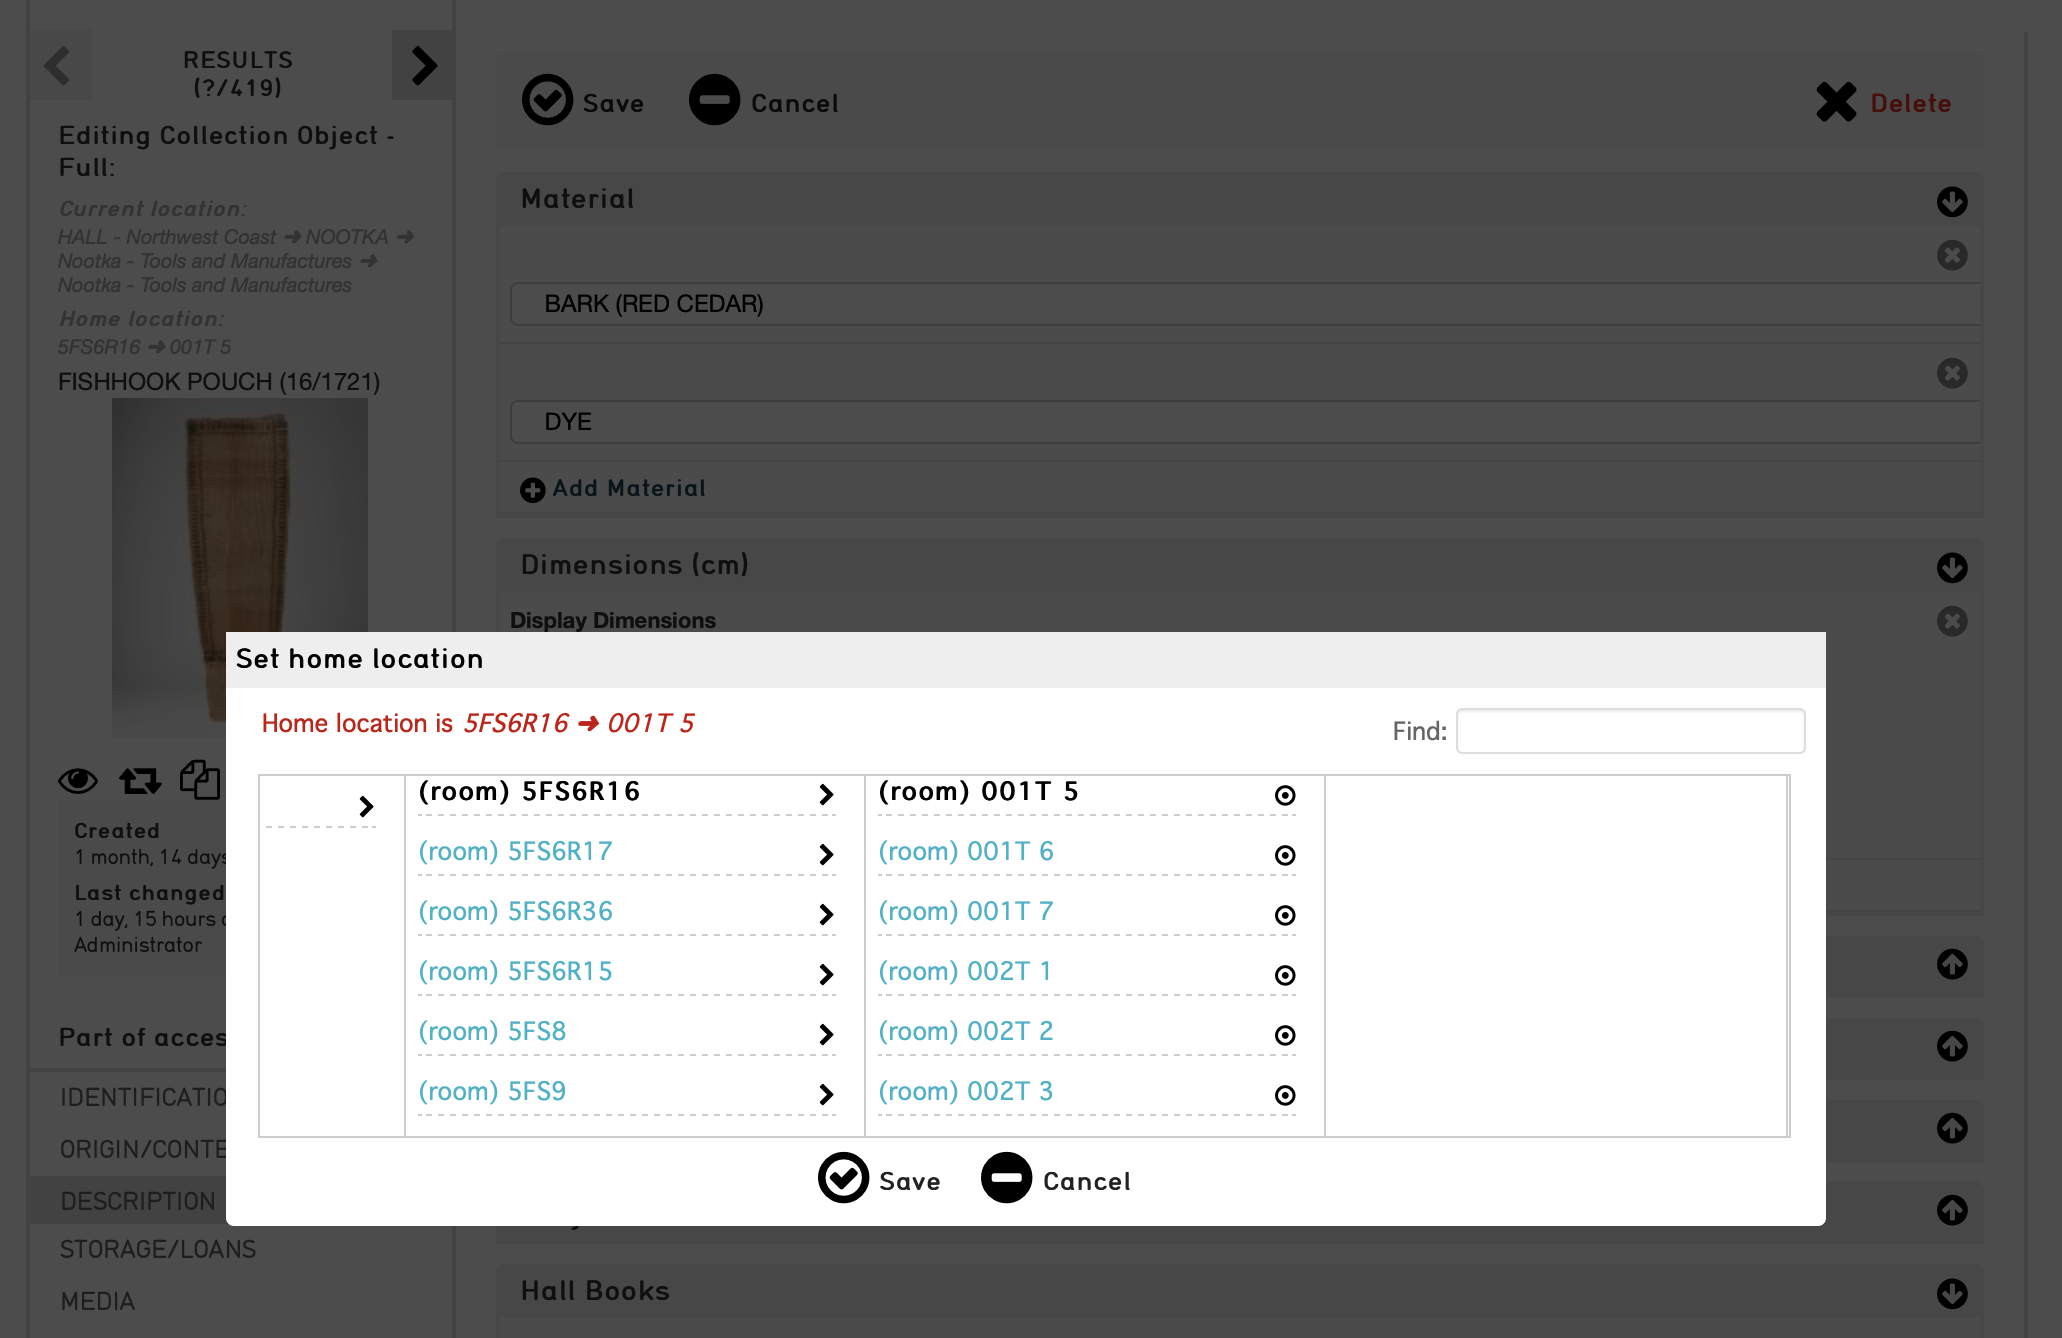 RESULTS
(?/419)
Editing Collection Object -
Full:
Current location:
HALL - Northwest Coast ➜ NOOTKA ➜
Nootka - Tools and Manufactures ➜
Nootka - Tools and Manufactures
Home location:
5FS6R16 ➜ 001T 5
FISHHOOK POUCH (16/1721)
Created
1 month, 14 days
Last changed
1 day, 15 hours
Administrator
Part of acces
IDENTIFICATIO
ORIGIN/CONTE
DESCRIPTION
STORAGE/LOANS
MEDIA
Save
Cancel
Delete
Material
BARK (RED CEDAR)
DYE
Add Material
Dimensions (cm)
Display Dimensions
Set home location
Home location is 5FS6R16 ➜ 001T 5
Find:
(room) 5FS6R16
(room) 5FS6R17
(room) 5FS6R36
(room) 5FS6R15
(room) 5FS8
(room) 5FS9
(room) 001T 5
(room) 001T 6
(room) 001T 7
(room) 002T 1
(room) 002T 2
(room) 002T 3
Save
Cancel
Hall Books